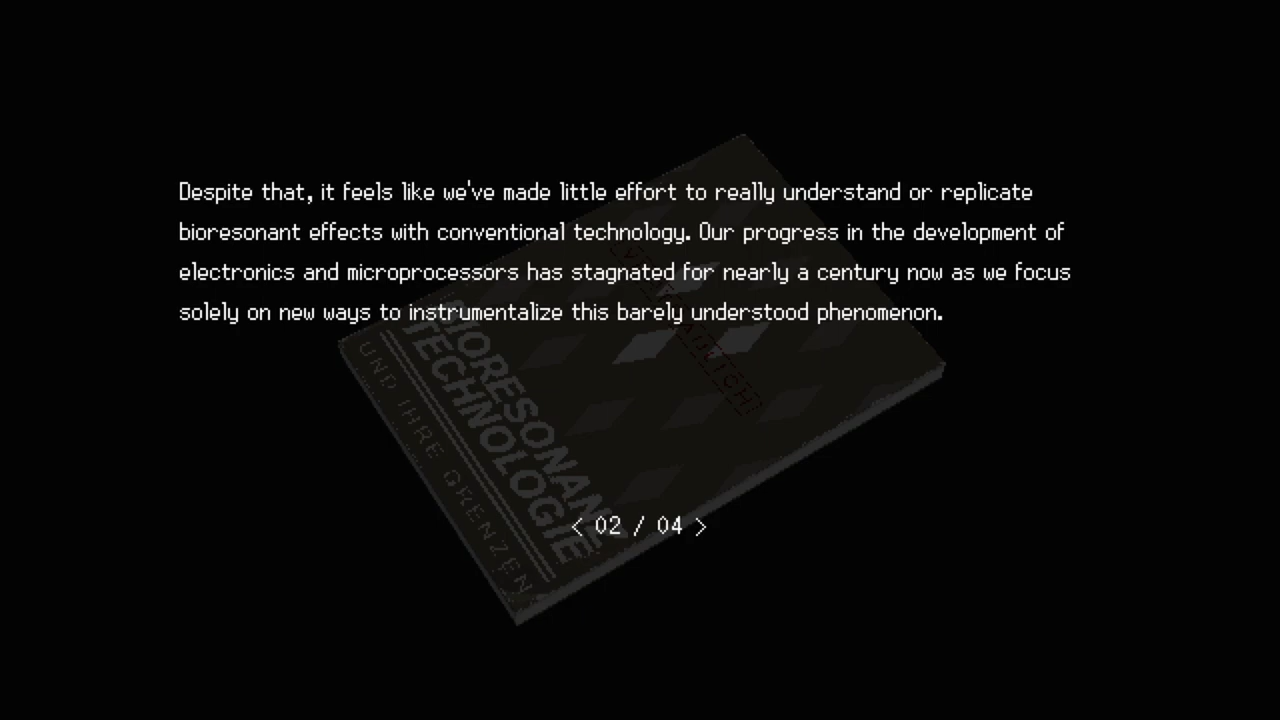 Despite that, it feels like we've made little effort to really understand or replicate
bioresonant effects with conventional technology. Our progress in the development of
electronics and microprocessors has stagnated for nearly a century now as we focus
solely on new ways to instrumentalize this barely understood phenomenon.
BIORESONANZ
TECHNOLOGIE
UND IHRE GRENZEN
< 02 / 04 >